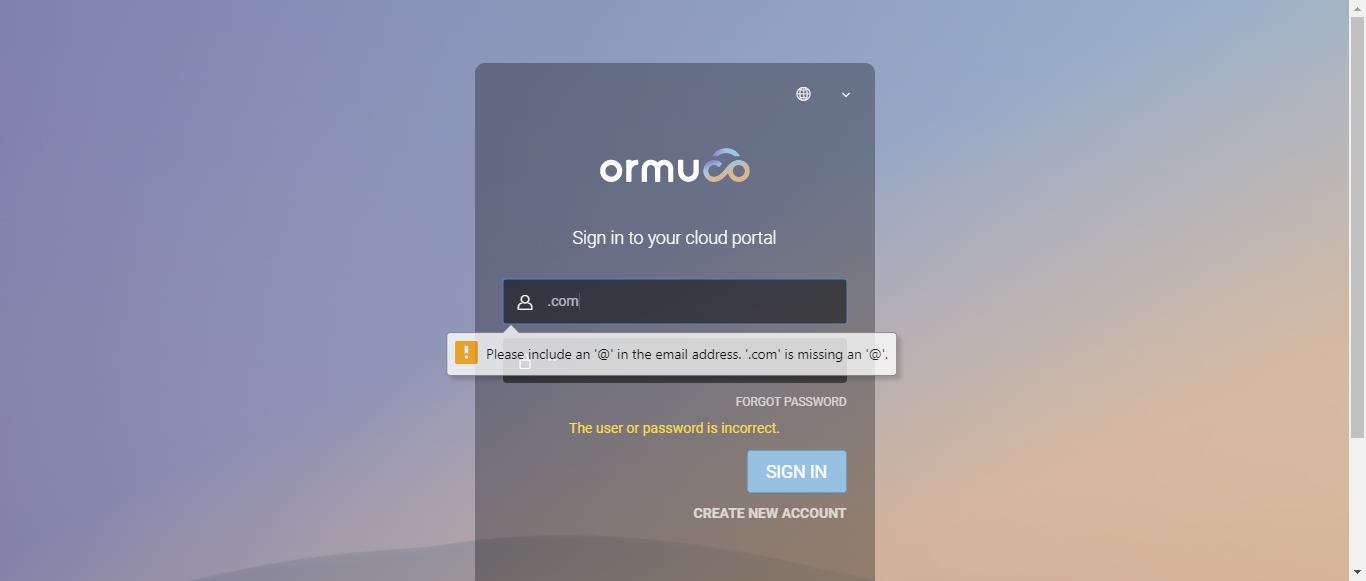 ormuco
Sign in to your cloud portal
.com
Please include an '@' in the email address. '.com' is missing an '@'.
FORGOT PASSWORD
The user or password is incorrect.
SIGN IN
CREATE NEW ACCOUNT